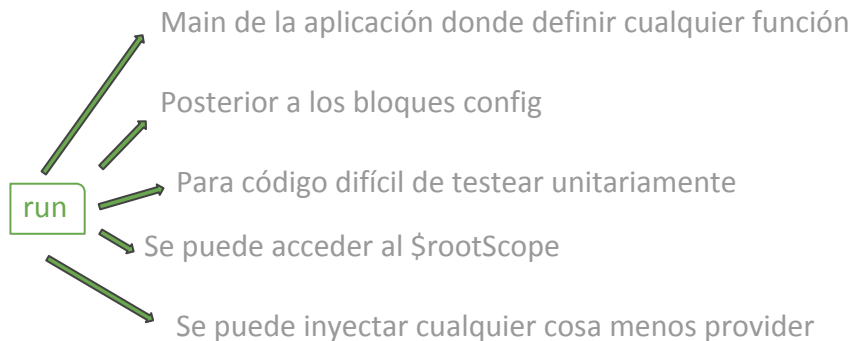 Main de la aplicación donde definir cualquier función
Posterior a los bloques config
Para código difícil de testear unitariamente
run
Se puede acceder al $rootScope
Se puede inyectar cualquier cosa menos provider